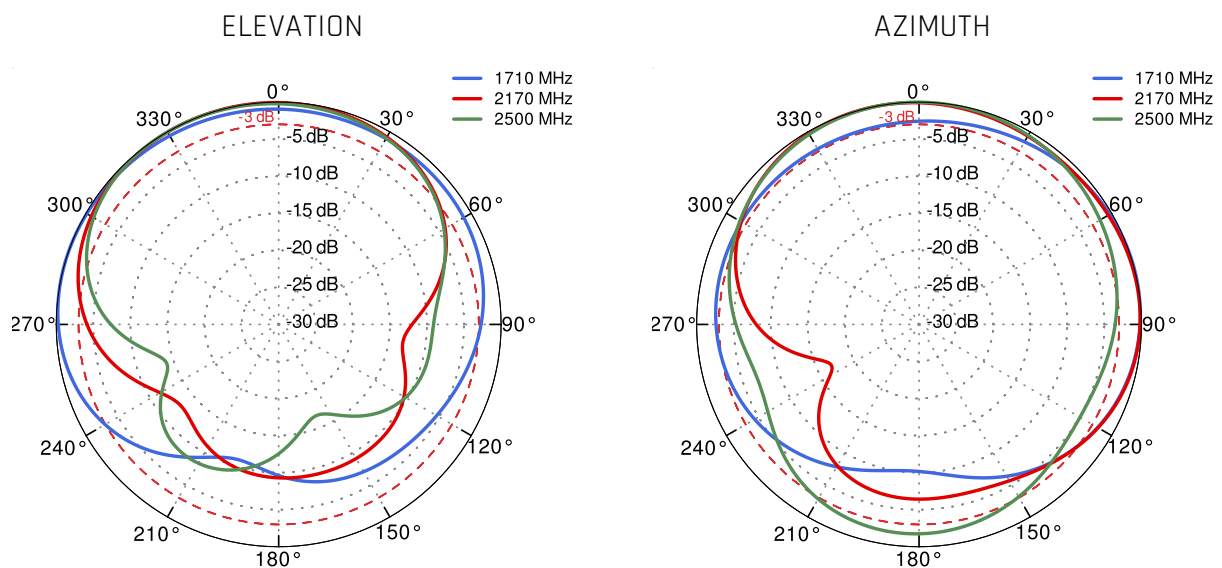 ELEVATION
1710 MHz
2170 MHz
2500 MHz
0°
330°
-3 dB
30°
-5 dB
-10 dB
300°
60°
-15 dB
-20 dB
-25 dB
270°
-30 dB
90°
240°
120°
210°
150°
180°
AZIMUTH
1710 MHz
2170 MHz
2500 MHz
0°
330°
-3 dB
30°
-5 dB
-10 dB
300°
60°
-15 dB
-20 dB
-25 dB
270°
-30 dB
90°
240°
120°
210°
150°
180°